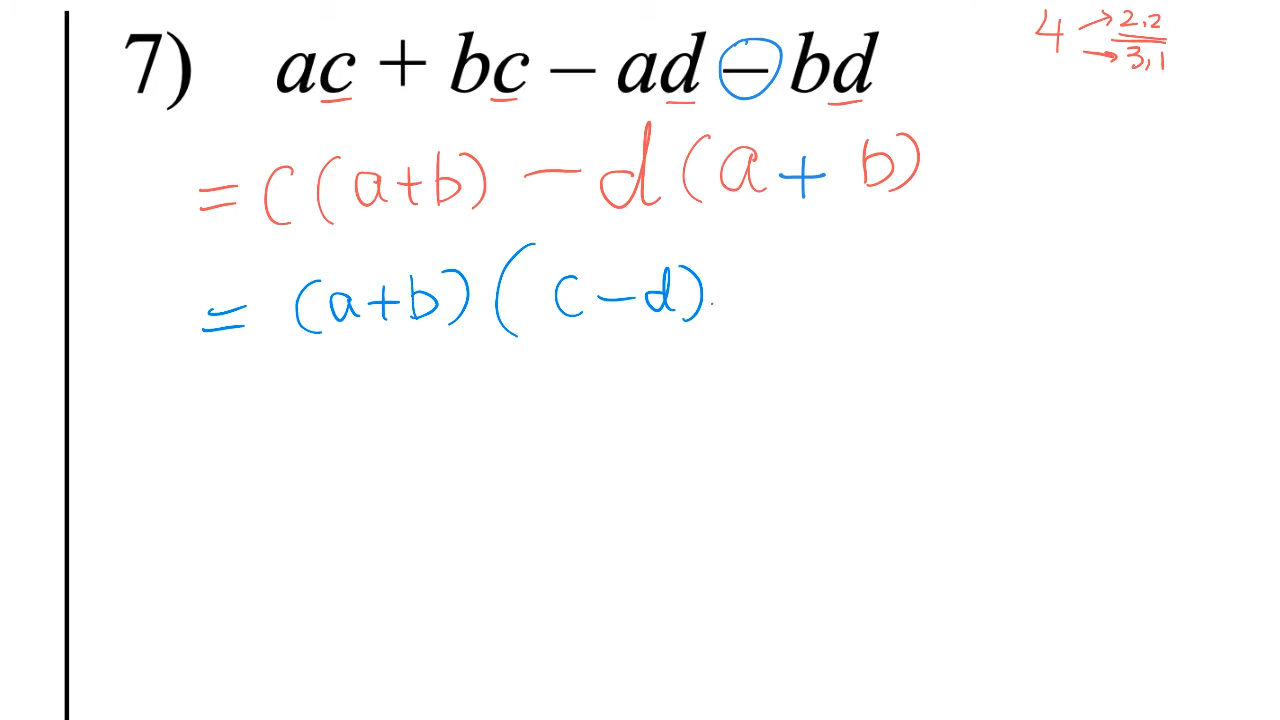 7) ac + bc – ad – bd
4 → 2,2
→ 3,1
= c(a+b) - d(a + b)
= (a+b)(c-d).